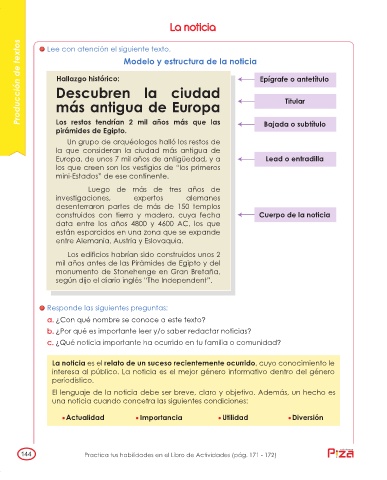 La noticia
Producción de textos
Lee con atención el siguiente texto.
Modelo y estructura de la noticia
Hallazgo histórico:
Epígrafe o antetítulo
Descubren la ciudad
más antigua de Europa
Titular
Los restos tendrían 2 mil años más que las
pirámides de Egipto.
Bajada o subtítulo
Un grupo de arquéologos halló los restos de
la que consideran la ciudad más antigua de
Europa, de unos 7 mil años de antigüedad, y a
los que creen son los vestigios de “los primeros
mini-Estados” de ese continente.
Lead o entradilla
Luego de más de tres años de
investigaciones, expertos alemanes
desenterraron partes de más de 150 templos
construidos con tierra y madera, cuya fecha
data entre los años 4800 y 4600 AC, los que
están esparcidos en una zona que se expande
entre Alemania, Austria y Eslovaquia.
Cuerpo de la noticia
Los edificios habrían sido construidos unos 2
mil años antes de las Pirámides de Egipto y del
monumento de Stonehenge en Gran Bretaña,
según dijo el diario inglés “The Independent”.
Responde las siguientes preguntas:
a. ¿Con qué nombre se conoce a este texto?
b. ¿Por qué es importante leer y/o saber redactar noticias?
c. ¿Qué noticia importante ha ocurrido en tu familia o comunidad?
La noticia es el relato de un suceso recientemente ocurrido, cuyo conocimiento le
interesa al público. La noticia es el mejor género informativo dentro del género
periodístico.
El lenguaje de la noticia debe ser breve, claro y objetivo. Además, un hecho es
una noticia cuando concetra las siguientes condiciones:
• Actualidad • Importancia • Utilidad • Diversión
144
Practica tus habilidades en el Libro de Actividades (pág. 171 - 172)